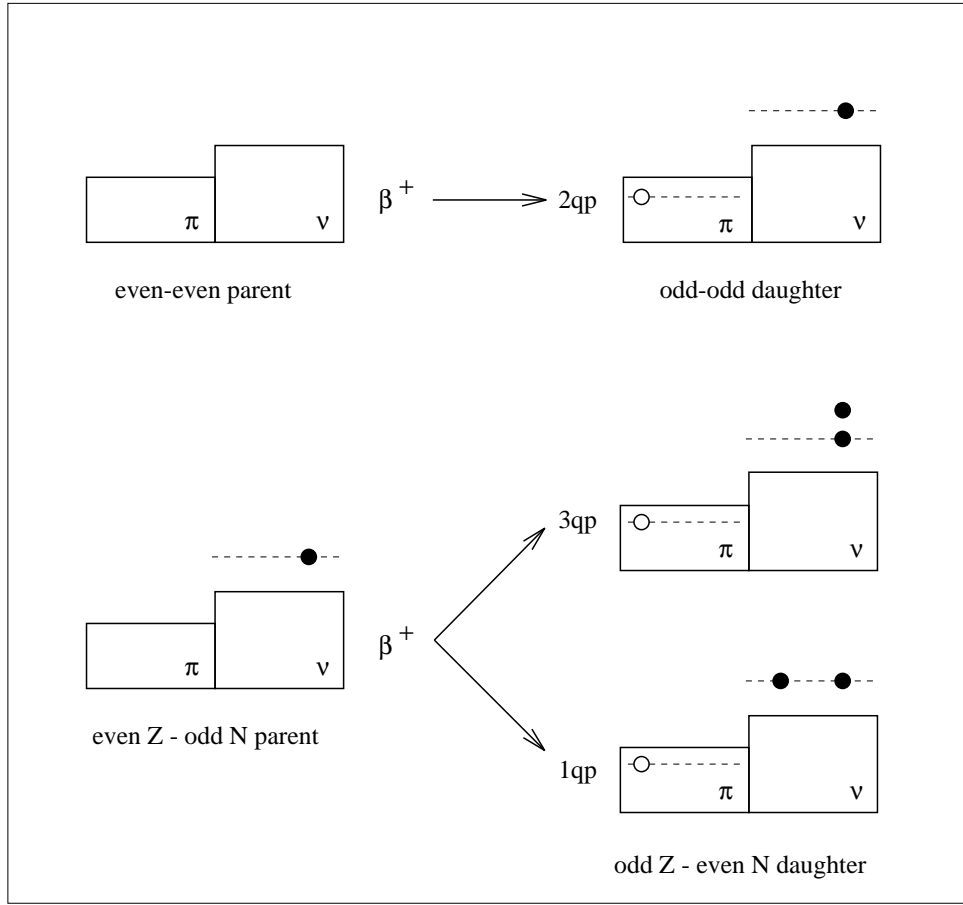 β + 2qp
π ν π ν
even-even parent odd-odd daughter
3qp
π ν
β +
π ν
even Z - odd N parent
1qp
π ν
odd Z - even N daughter